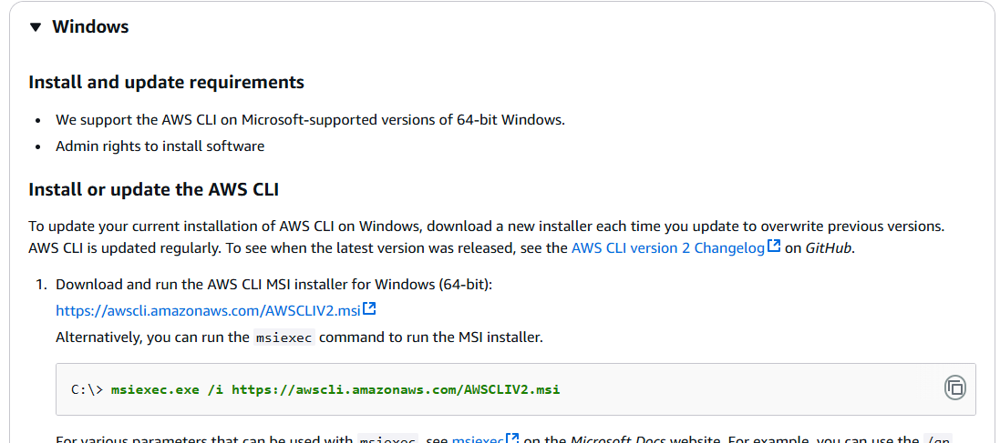 Windows
Install and update requirements
We support the AWS CLI on Microsoft-supported versions of 64-bit Windows.
Admin rights to install software
Install or update the AWS CLI
To update your current installation of AWS CLI on Windows, download a new installer each time you update to overwrite previous versions.
AWS CLI is updated regularly. To see when the latest version was released, see the AWS CLI version 2 Changelog on GitHub.
1. Download and run the AWS CLI MSI installer for Windows (64-bit):
https://awscli.amazonaws.com/AWSCLIV2.msi
Alternatively, you can run the msiexec command to run the MSI installer.
C:\> msiexec.exe /i https://awscli.amazonaws.com/AWSCLIV2.msi
For various parameters that can be used with msiexec, see msiexec on the Microsoft Docs website. For example, you can use the /qn